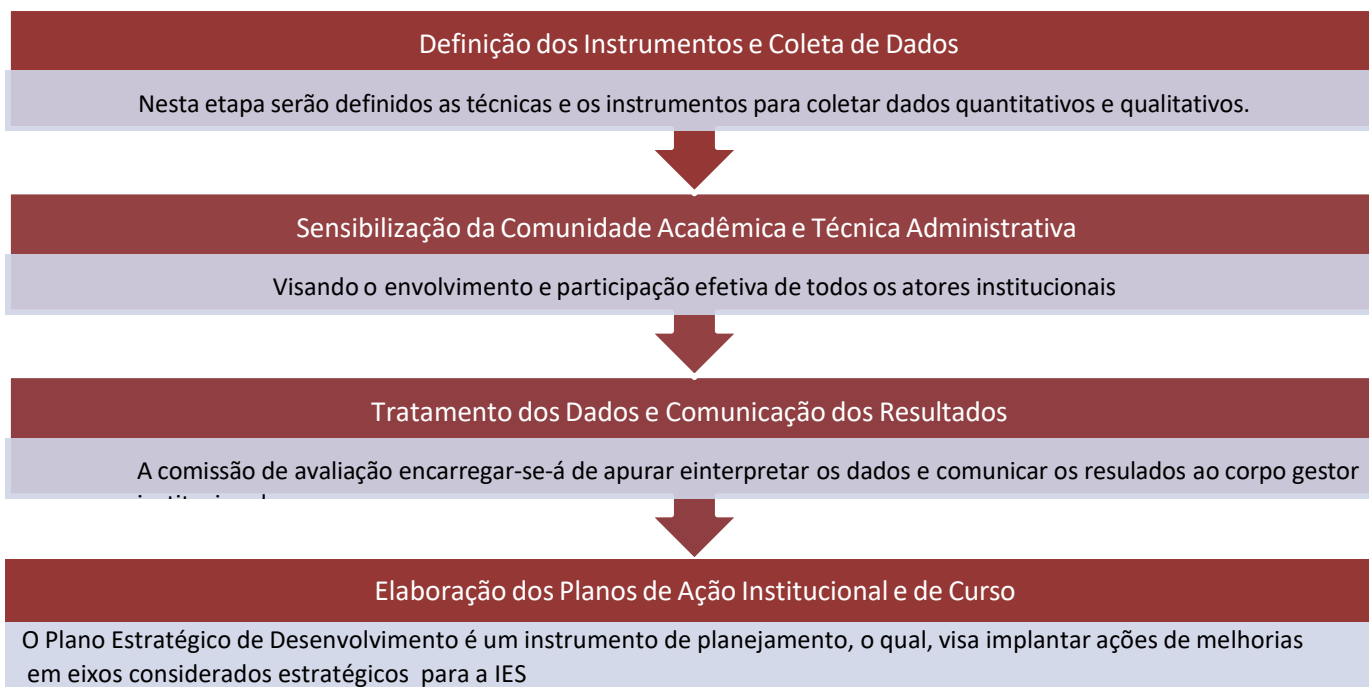 Definição dos Instrumentos e Coleta de Dados
Nesta etapa serão definidos as técnicas e os instrumentos para coletar dados quantitativos e qualitativos.
Sensibilização da Comunidade Acadêmica e Técnica Administrativa
Visando o envolvimento e participação efetiva de todos os atores institucionais
Tratamento dos Dados e Comunicação dos Resultados
A comissão de avaliação encarregar-se-á de apurar einterpretar os dados e comunicar os resulados ao corpo gestor
Elaboração dos Planos de Ação Institucional e de Curso
O Plano Estratégico de Desenvolvimento é um instrumento de planejamento, o qual, visa implantar ações de melhorias
em eixos considerados estratégicos para a IES